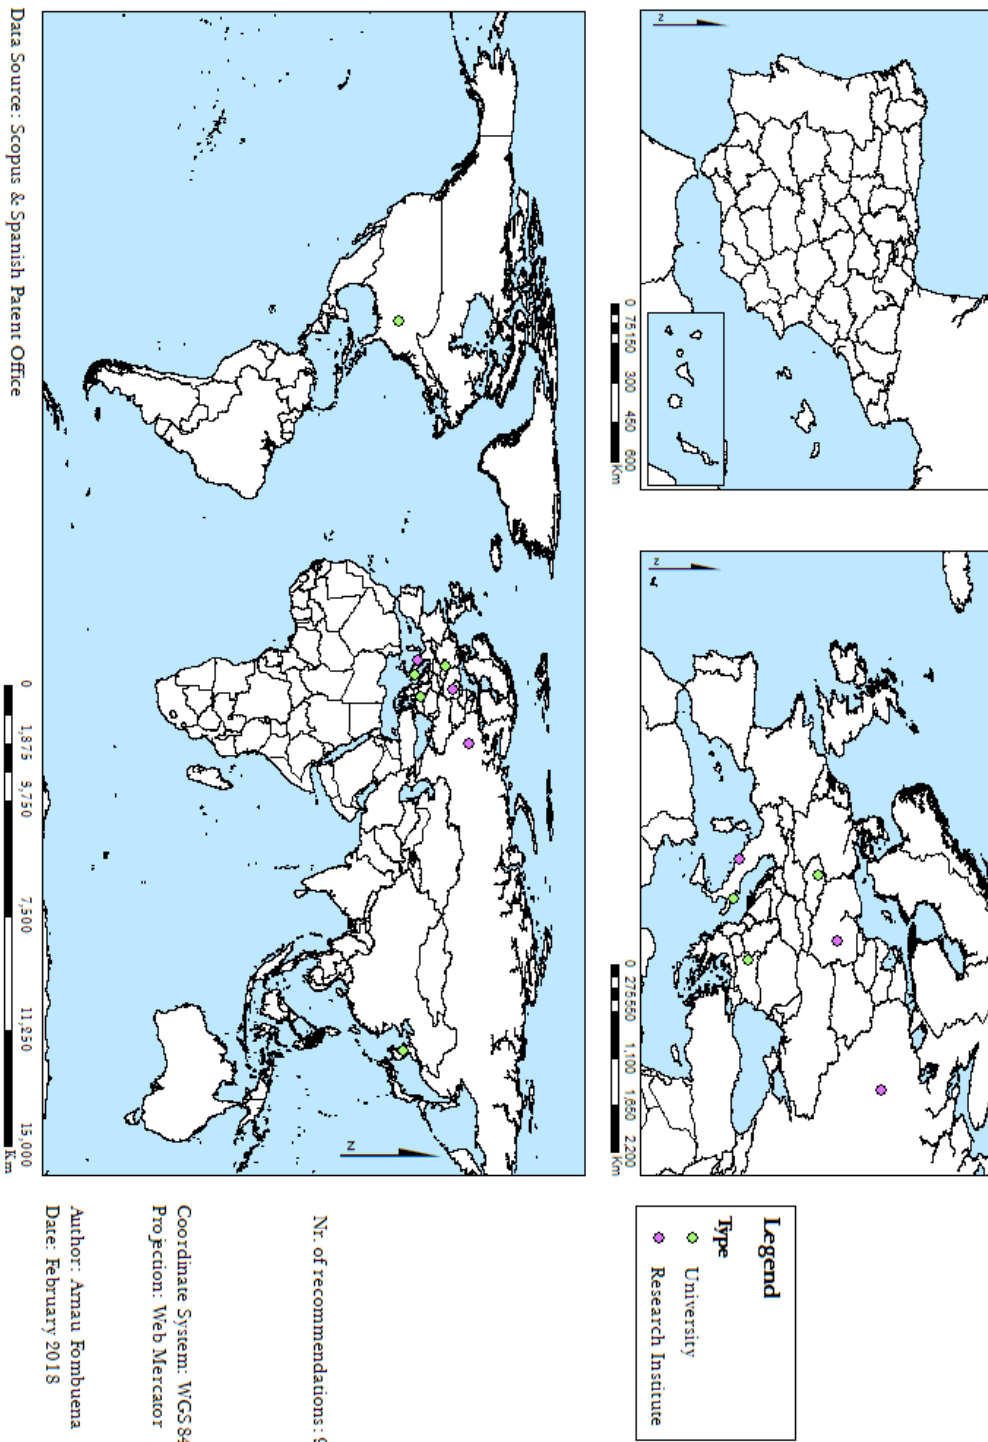 Legend
Type
University
Research Institute
N
0 75 150 300 450 600
Km
N
0 275 550 1,100 1,650 2,200
Km
N
0 1,875 3,750 7,500 11,250 15,000
Km
Nr. of recommendations: 9
Coordinate System: WGS 84
Projection: Web Mercator
Author: Arnau Fombuena
Date: February 2018
Data Source: Scopus & Spanish Patent Office